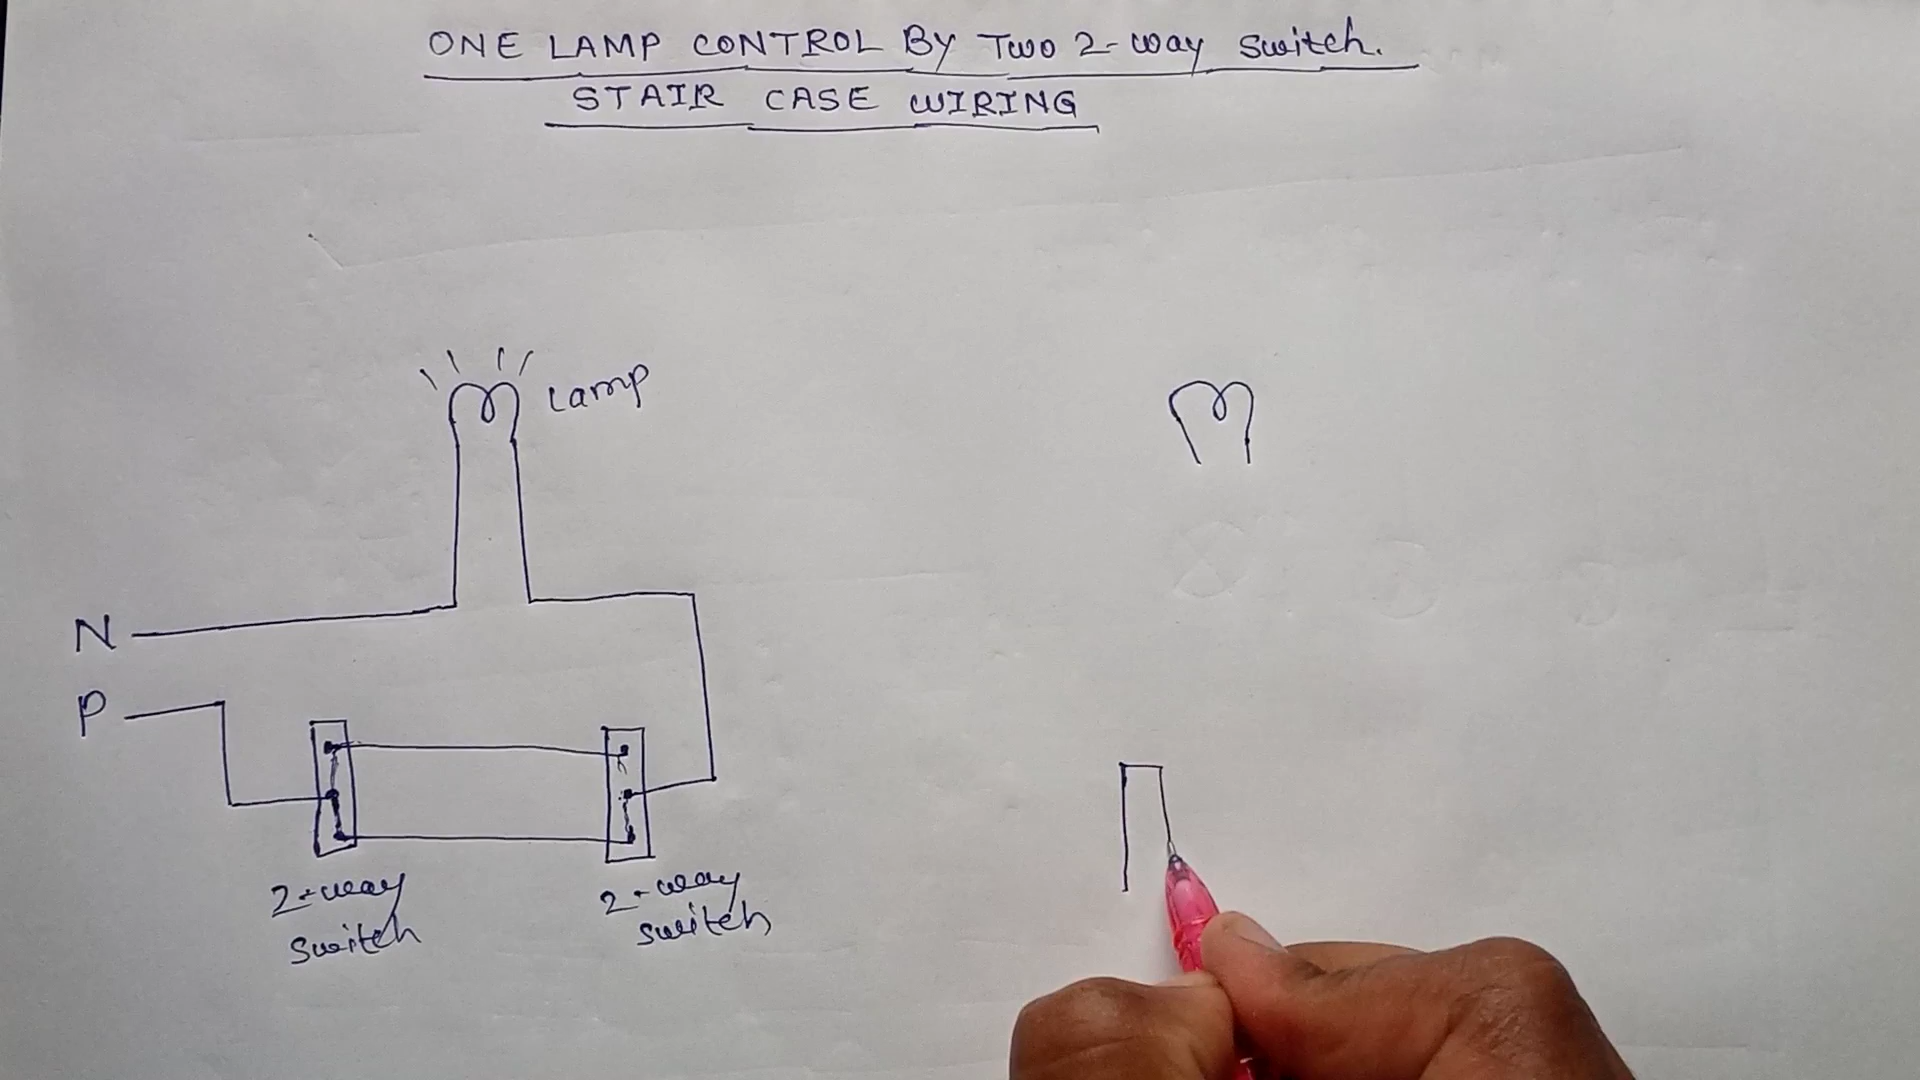 ONE LAMP CONTROL By Two 2-way Switch.
STAIR CASE WIRING
Lamp
N
P
2-way
switch
2-way
switch